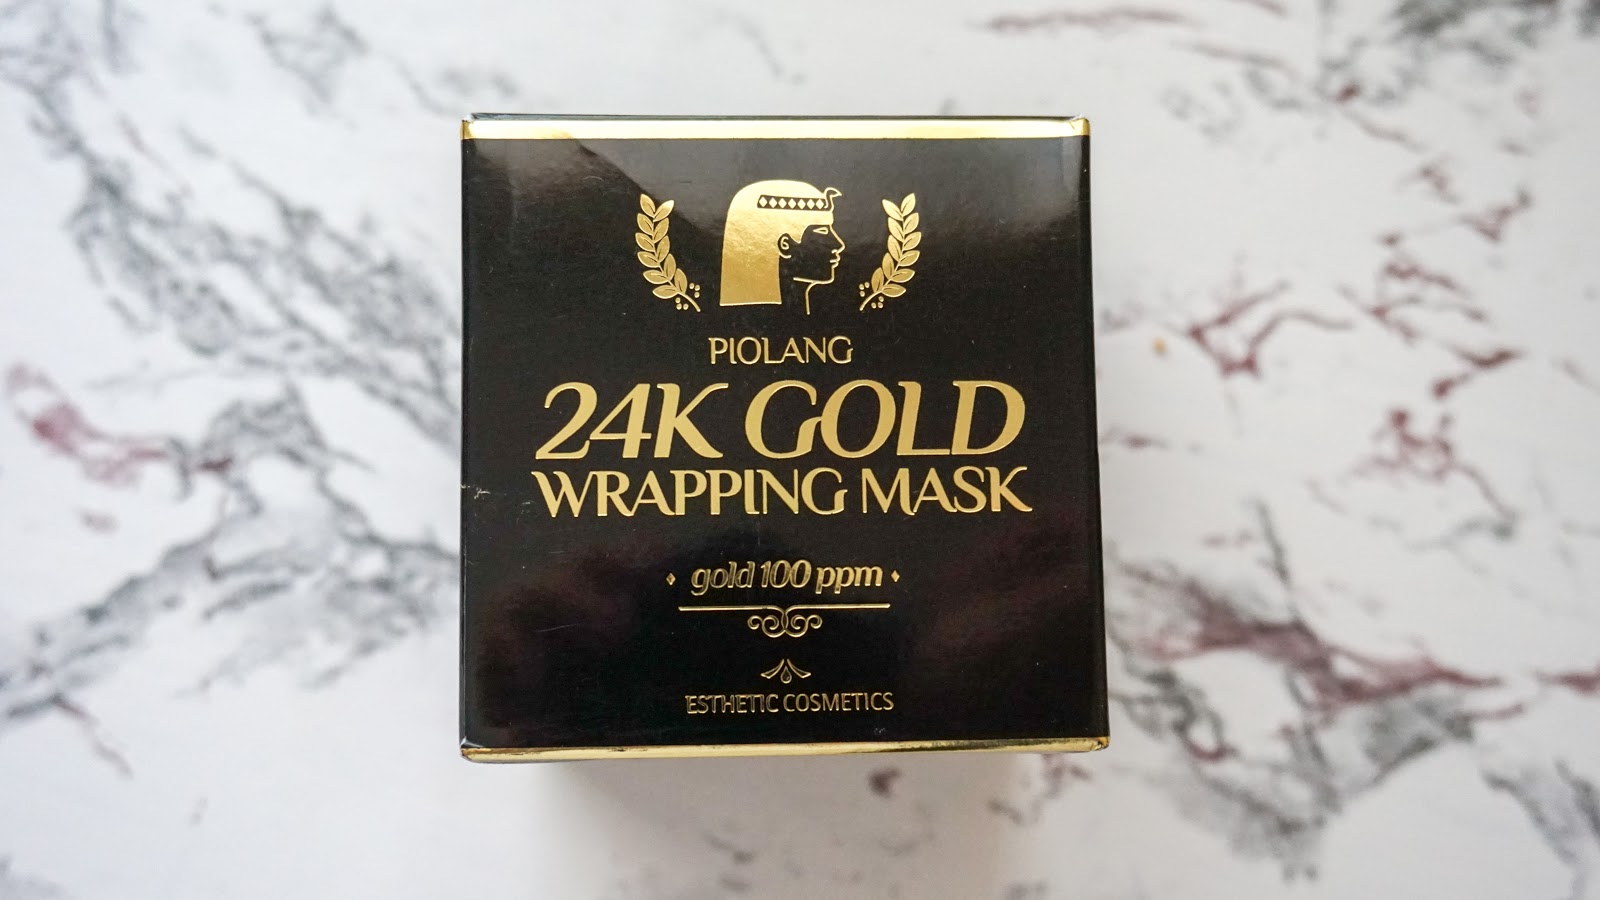 PIOLANG
24K GOLD
WRAPPING MASK
gold 100 ppm
ESTHETIC COSMETICS